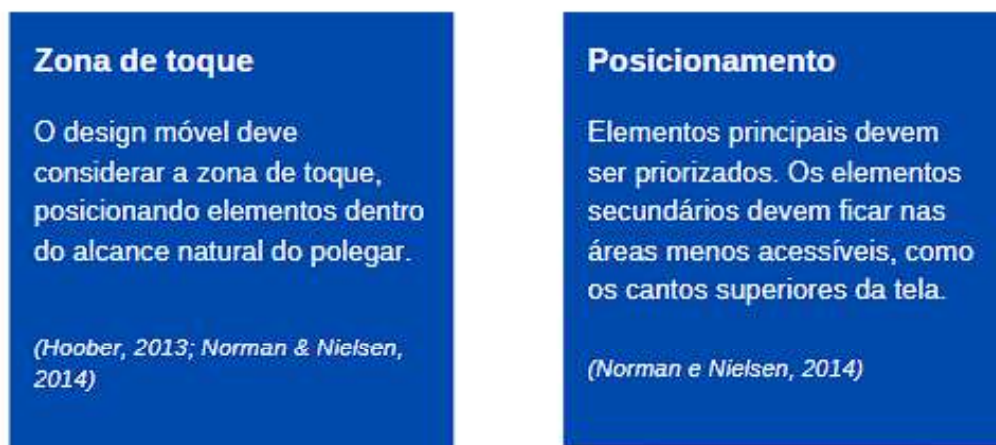 Zona de toque
O design móvel deve
considerar a zona de toque,
posicionando elementos dentro
do alcance natural do polegar.
(Hoober, 2013; Norman & Nielsen,
2014)
Posicionamento
Elementos principais devem
ser priorizados. Os elementos
secundários devem ficar nas
áreas menos acessíveis, como
os cantos superiores da tela.
(Norman e Nielsen, 2014)